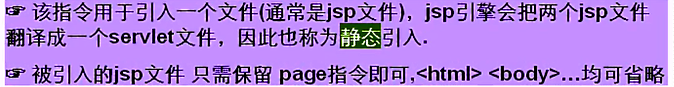 ☞ 该指令用于引入一个文件(通常是jsp文件)，jsp引擎会把两个jsp文件
翻译成一个servlet文件，因此也称为静态引入.
☞ 被引入的jsp文件 只需保留 page指令即可,<html> <body>...均可省略